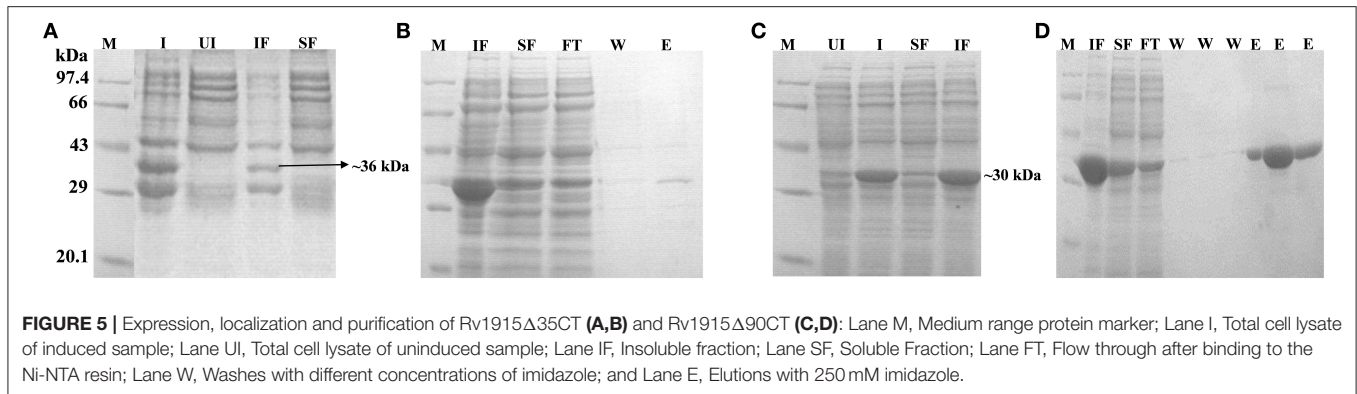 A B C D
M I UI IF SF M IF SF FT W E M UI I SF IF M IF SF FT W W W E E E
kDa
97.4
66
43
~36 kDa
29
~30 kDa
20.1
FIGURE 5 | Expression, localization and purification of Rv1915Δ35CT (A,B) and Rv1915Δ90CT (C,D): Lane M, Medium range protein marker; Lane I, Total cell lysate
of induced sample; Lane UI, Total cell lysate of uninduced sample; Lane IF, Insoluble fraction; Lane SF, Soluble Fraction; Lane FT, Flow through after binding to the
Ni-NTA resin; Lane W, Washes with different concentrations of imidazole; and Lane E, Elutions with 250 mM imidazole.